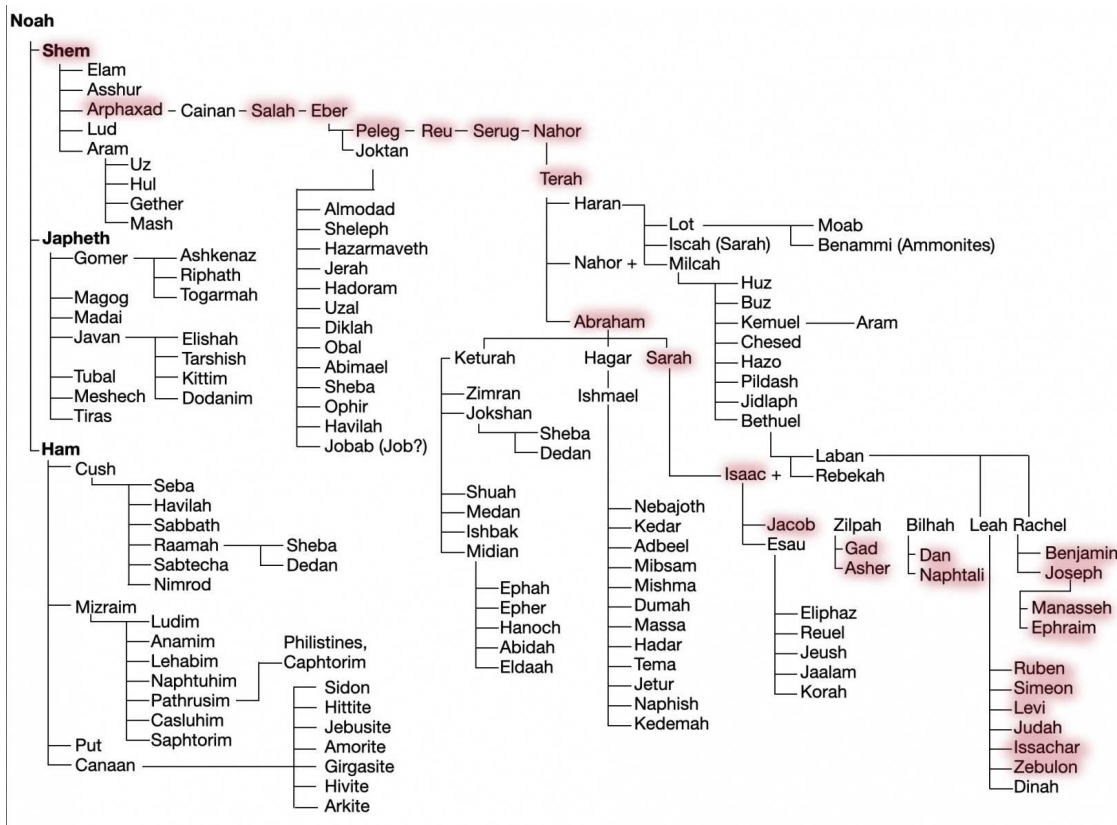 Noah
Shem
Elam
Asshur
Arphaxad – Cainan – Salah – Eber
Lud
Aram
Uz
Hul
Gether
Mash
Peleg – Reu – Serug – Nahor
Joktan
Terah
Almodad
Sheleph
Hazarmaveth
Jerah
Hadoram
Uzal
Diklah
Obal
Abimael
Sheba
Ophir
Havilah
Jobab (Job?)
Haran
Lot
Iscah (Sarah)
Milcah
Moab
Benammi (Ammonites)
Nahor +
Huz
Buz
Kemuel
Aram
Chesed
Hazo
Pildash
Jidlaph
Bethuel
Laban
Rebekah
Abraham
Keturah
Hagar
Sarah
Zimran
Jokshan
Sheba
Dedan
Shuah
Medan
Ishbak
Midian
Ephah
Epher
Hanoch
Abidah
Eldaah
Ishmael
Nebajoth
Kedar
Adbeel
Mibsam
Mishma
Dumah
Massa
Hadar
Tema
Jetur
Naphish
Kedemah
Isaac +
Jacob
Esau
Eliphaz
Reuel
Jeush
Jaalam
Korah
Zilpah
Gad
Asher
Bilhah
Dan
Naphtali
Leah
Rachel
Benjamin
Joseph
Manasseh
Ephraim
Ruben
Simeon
Levi
Judah
Issachar
Zebulon
Dinah
Japheth
Gomer
Ashkenaz
Riphath
Togarmah
Magog
Madai
Javan
Elishah
Tarshish
Kittim
Dodanim
Tubal
Meshech
Tiras
Ham
Cush
Seba
Havilah
Sabbath
Raamah
Sheba
Dedan
Sabtecha
Nimrod
Mizraim
Ludim
Anamim
Lehabim
Naphtuhim
Pathrusim
Philistines,
Caphtorim
Casluhim
Saphtorim
Put
Canaan
Sidon
Hittite
Jebusite
Amorite
Girgasite
Hivite
Arkite